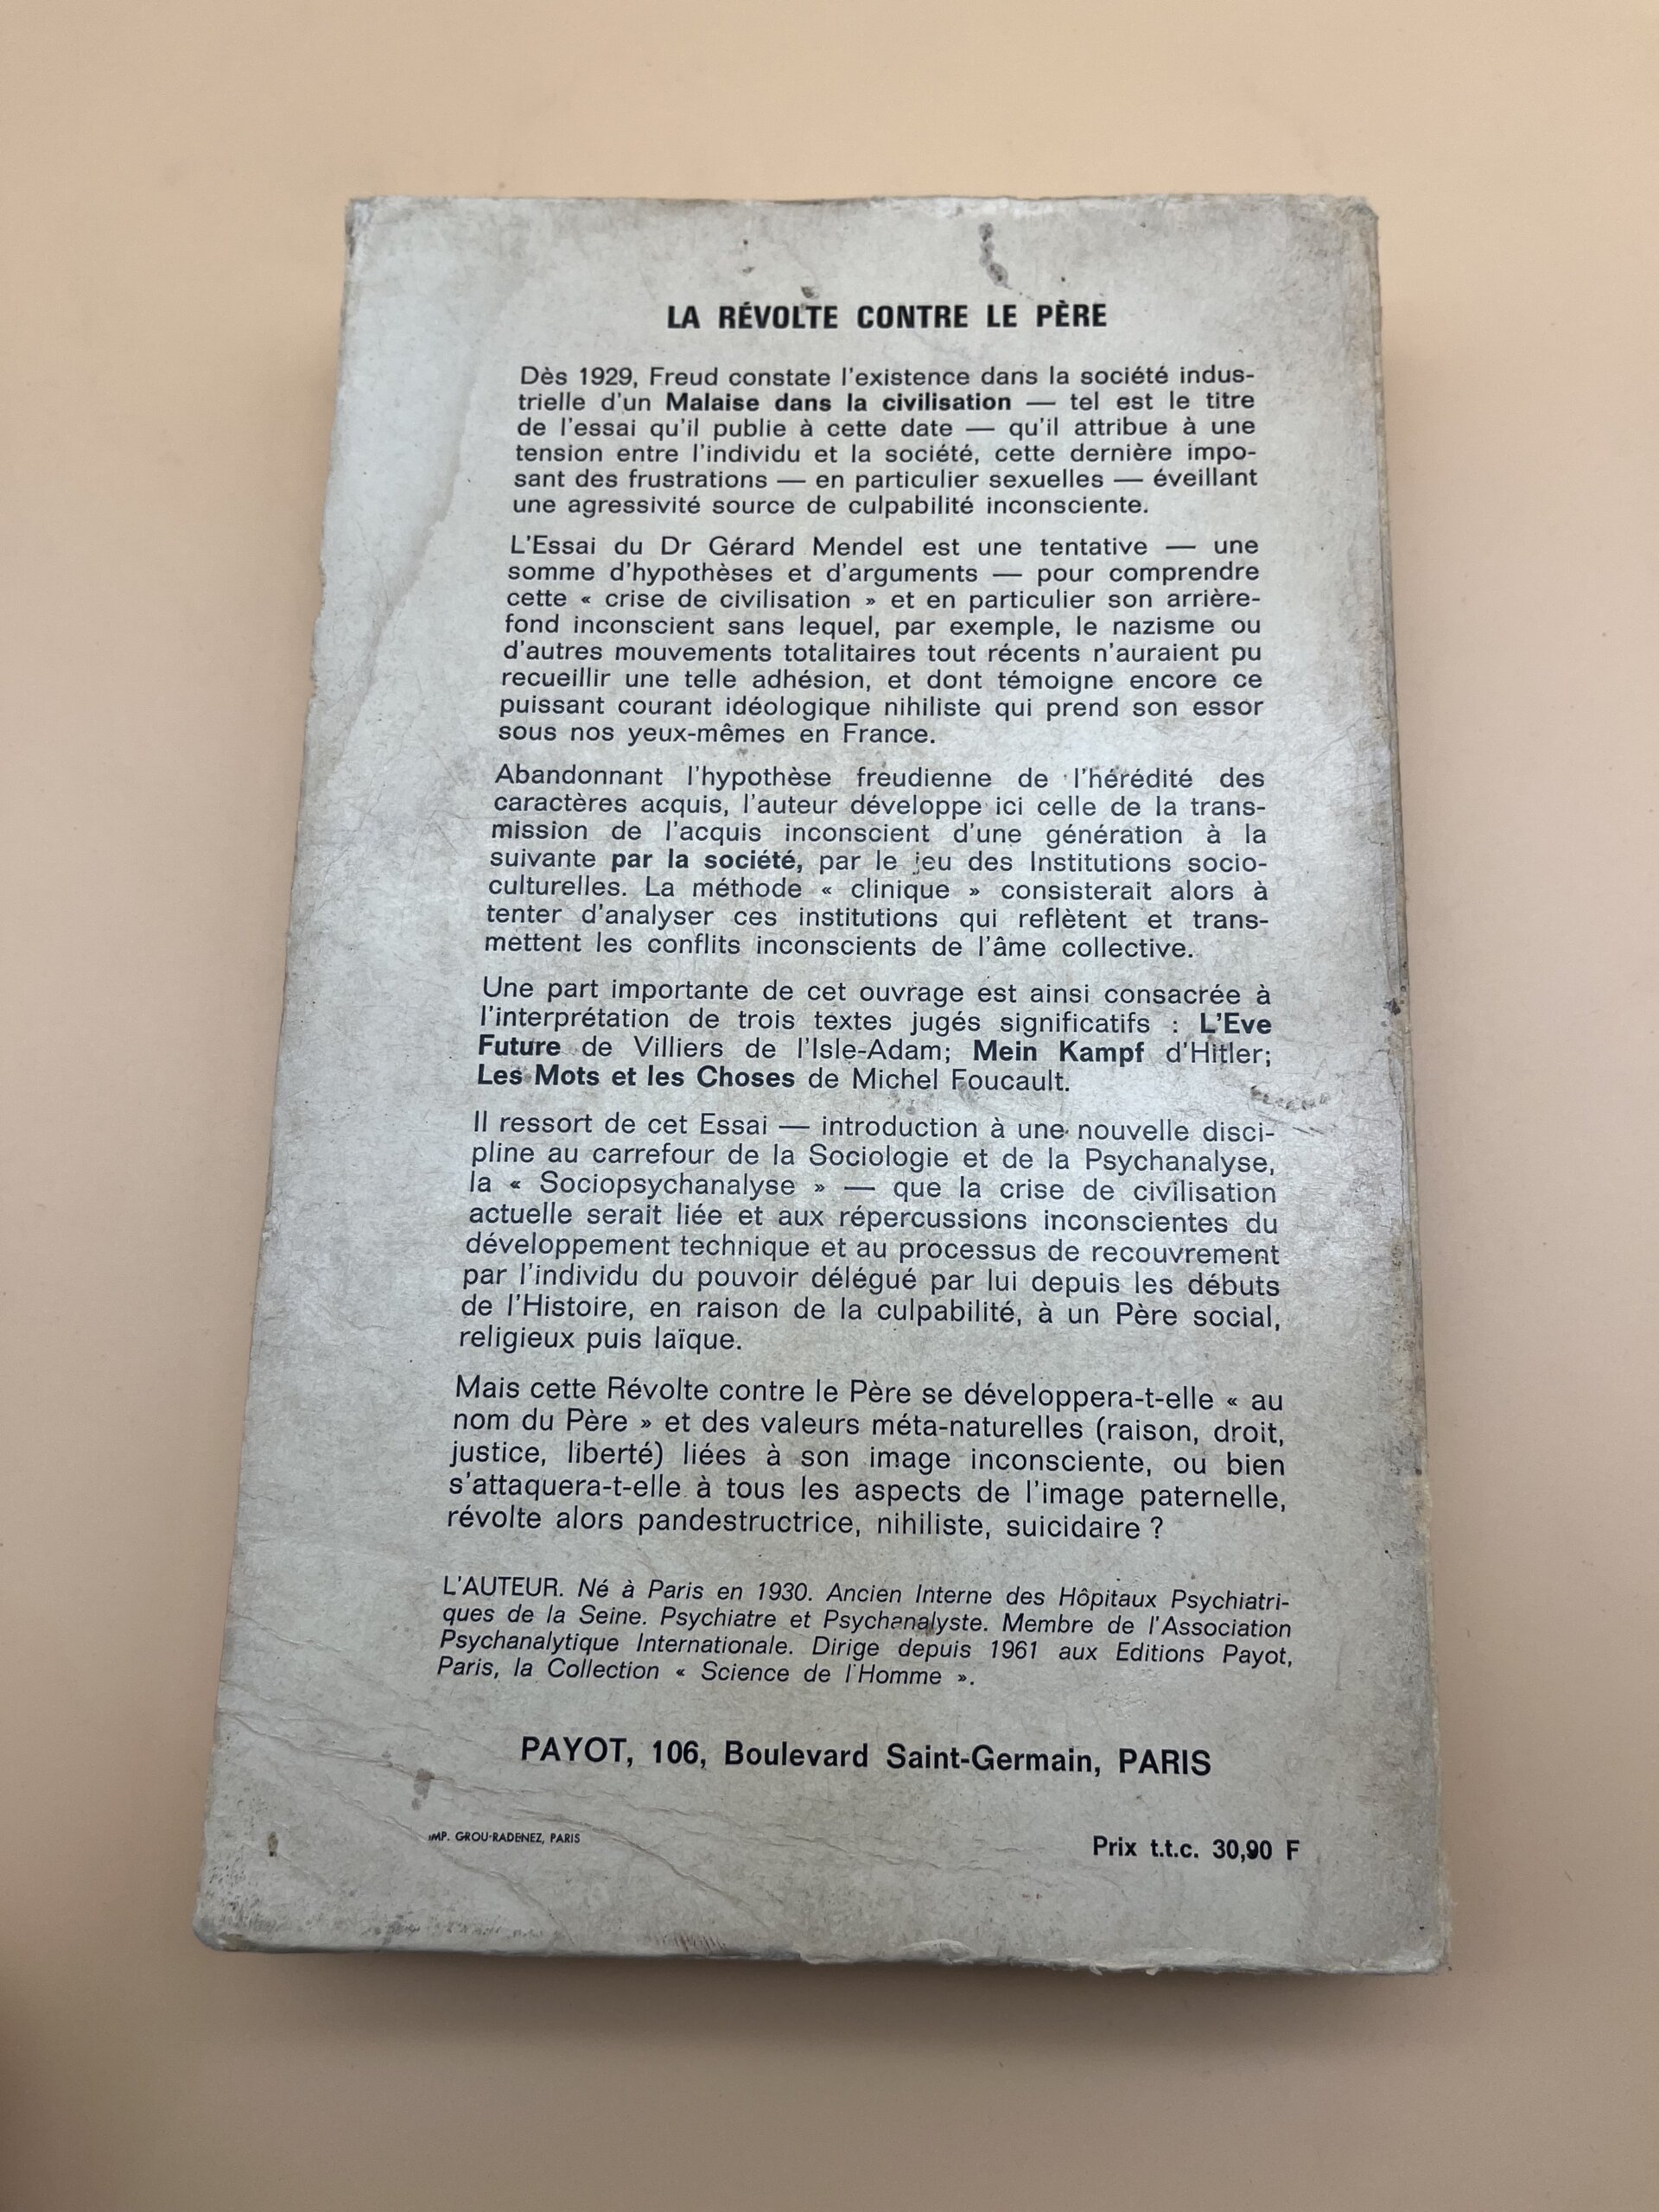 LA RÉVOLTE CONTRE LE PÈRE
Dès 1929, Freud constate l'existence dans la société indus-
trielle d'un Malaise dans la civilisation — tel est le titre
de l'essai qu'il publie à cette date — qu'il attribue à une
tension entre l'individu et la société, cette dernière impo-
sant des frustrations — en particulier sexuelles — éveillant
une agressivité source de culpabilité inconsciente.
L'Essai du Dr Gérard Mendel est une tentative — une
somme d'hypothèses et d'arguments — pour comprendre
cette « crise de civilisation » et en particulier son arrière-
fond inconscient sans lequel, par exemple, le nazisme ou
d'autres mouvements totalitaires tout récents n'auraient pu
recueillir une telle adhésion, et dont témoigne encore ce
puissant courant idéologique nihiliste qui prend son essor
sous nos yeux-mêmes en France.
Abandonnant l'hypothèse freudienne de l'hérédité des
caractères acquis, l'auteur développe ici celle de la trans-
mission de l'acquis inconscient d'une génération à la
suivante par la société, par le jeu des Institutions socio-
culturelles. La méthode « clinique » consisterait alors à
tenter d'analyser ces institutions qui reflètent et trans-
mettent les conflits inconscients de l'âme collective.
Une part importante de cet ouvrage est ainsi consacrée à
l'interprétation de trois textes jugés significatifs : L'Eve
Future de Villiers de l'Isle-Adam; Mein Kampf d'Hitler;
Les Mots et les Choses de Michel Foucault.
Il ressort de cet Essai — introduction à une nouvelle disci-
pline au carrefour de la Sociologie et de la Psychanalyse,
la « Sociopsychanalyse » — que la crise de civilisation
actuelle serait liée et aux répercussions inconscientes du
développement technique et au processus de recouvrement
par l'individu du pouvoir délégué par lui depuis les débuts
de l'Histoire, en raison de la culpabilité, à un Père social,
religieux puis laïque.
Mais cette Révolte contre le Père se développera-t-elle « au
nom du Père » et des valeurs méta-naturelles (raison, droit,
justice, liberté) liées à son image inconsciente, ou bien
s'attaquera-t-elle à tous les aspects de l'image paternelle,
révolte alors pandestructrice, nihiliste, suicidaire ?
L'AUTEUR. Né à Paris en 1930. Ancien Interne des Hôpitaux Psychiatri-
ques de la Seine. Psychiatre et Psychanalyste. Membre de l'Association
Psychanalytique Internationale. Dirige depuis 1961 aux Editions Payot,
Paris, la Collection « Science de l'Homme ».
PAYOT, 106, Boulevard Saint-Germain, PARIS
IMP. GROU-RADENEZ, PARIS
Prix t.t.c. 30,90 F